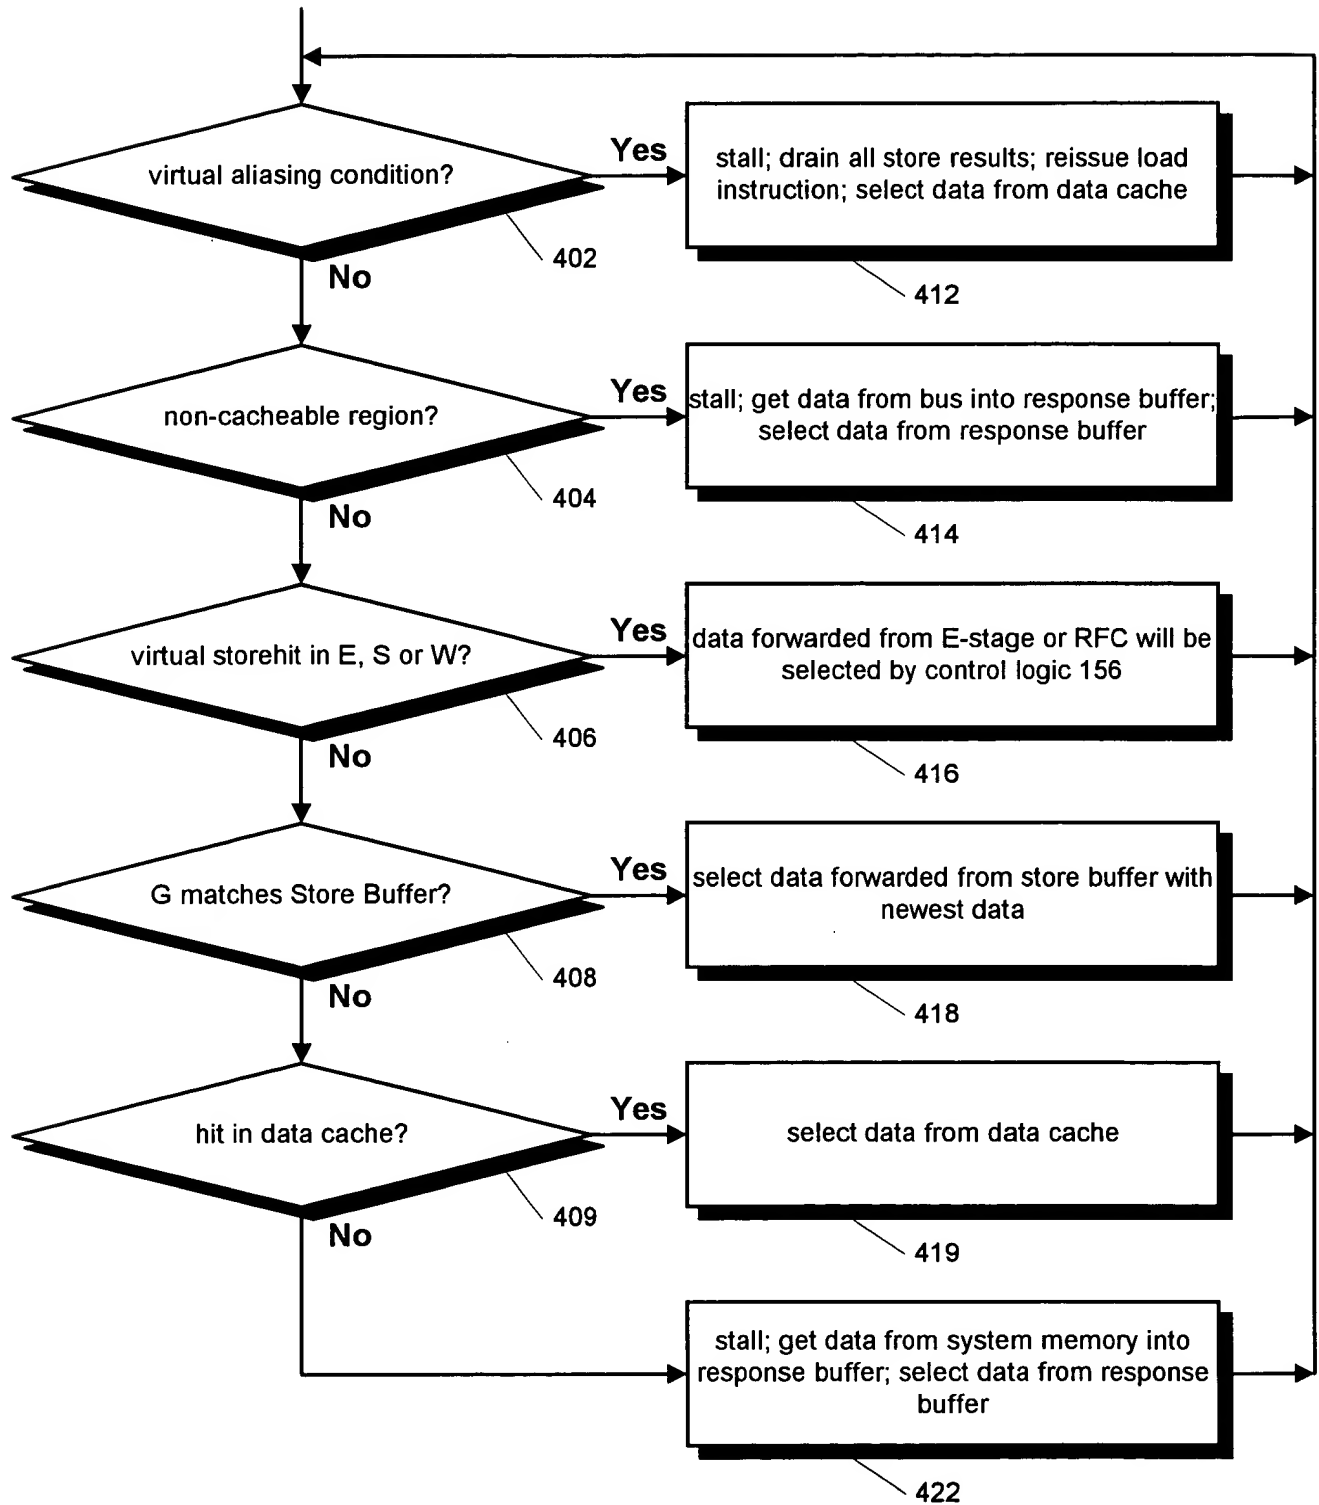 virtual aliasing condition?
Yes
stall; drain all store results; reissue load
instruction; select data from data cache
402
No
412
non-cacheable region?
Yes
stall; get data from bus into response buffer;
select data from response buffer
404
No
414
virtual storehit in E, S or W?
Yes
data forwarded from E-stage or RFC will be
selected by control logic 156
406
No
416
G matches Store Buffer?
Yes
select data forwarded from store buffer with
newest data
408
No
418
hit in data cache?
Yes
select data from data cache
409
No
419
stall; get data from system memory into
response buffer; select data from response
buffer
422